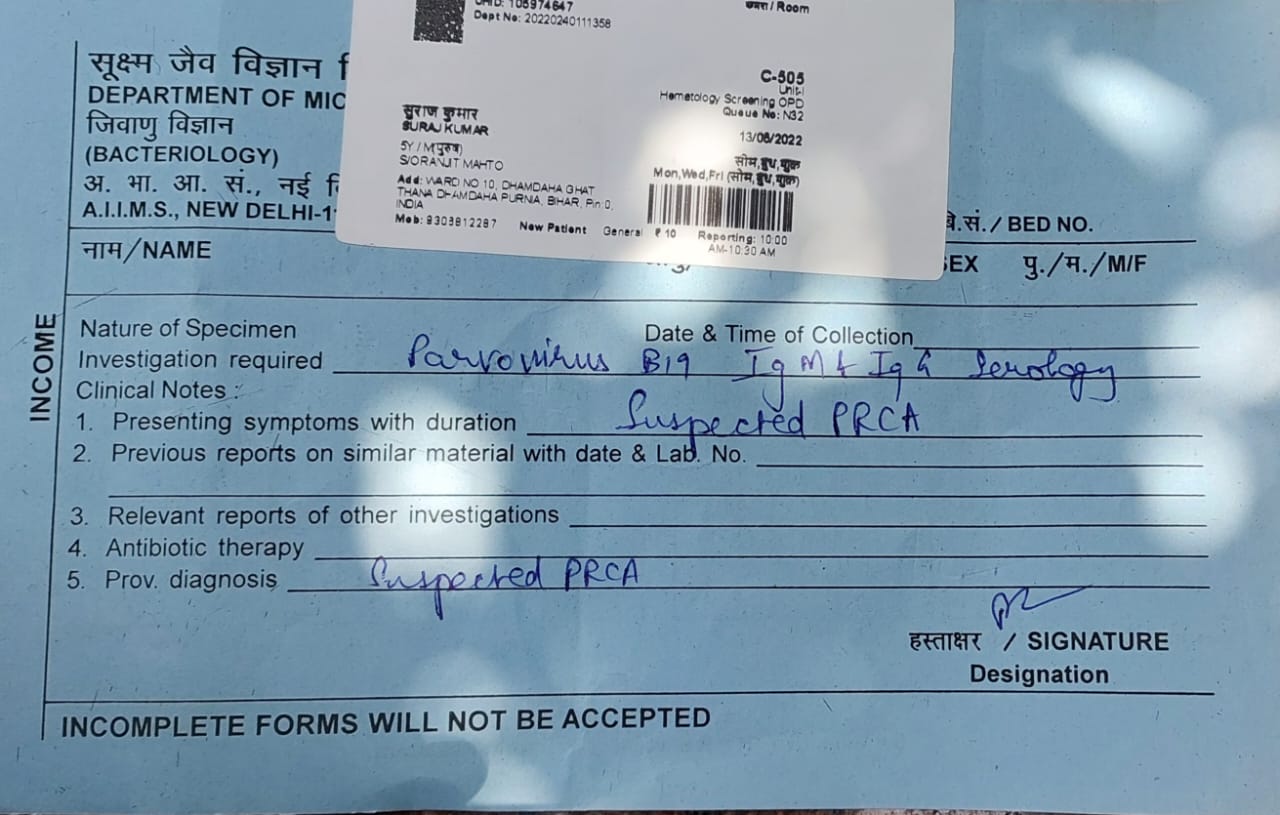 UHID: 105974647
Dept No: 20220240111358
कमरा / Room
C-505
Unit-I
Hematology Screening OPD
Queue No: N32
13/06/2022
सुराज कुमार
SURAJ KUMAR
5Y / M(पुरुष)
S/O RANJIT MAHTO
सोम,बुध,शुक्र
Mon,Wed,Fri (सोम,बुध,शुक्र)
Add: WARD NO 10, DHAMDAHA GHAT
THANA DHAMDAHA PURNIA, BIHAR, Pin:0,
INDIA
Mob: 9303812287 New Patient General ₹ 10 Reporting: 10:00
AM-10:30 AM
सूक्ष्म जैव विज्ञान
DEPARTMENT OF MIC
जिवाणु विज्ञान
(BACTERIOLOGY)
अ. भा. आ. सं., नई
A.I.I.M.S., NEW DELHI-1
सं. / BED NO.
नाम/NAME
SEX पु./म./M/F
INCOME
Nature of Specimen Date & Time of Collection
Investigation required Parvovirus B19 IgM & IgG Serology
Clinical Notes :
1. Presenting symptoms with duration Suspected PRCA
2. Previous reports on similar material with date & Lab. No.
3. Relevant reports of other investigations
4. Antibiotic therapy
5. Prov. diagnosis Suspected PRCA
हस्ताक्षर / SIGNATURE
Designation
INCOMPLETE FORMS WILL NOT BE ACCEPTED